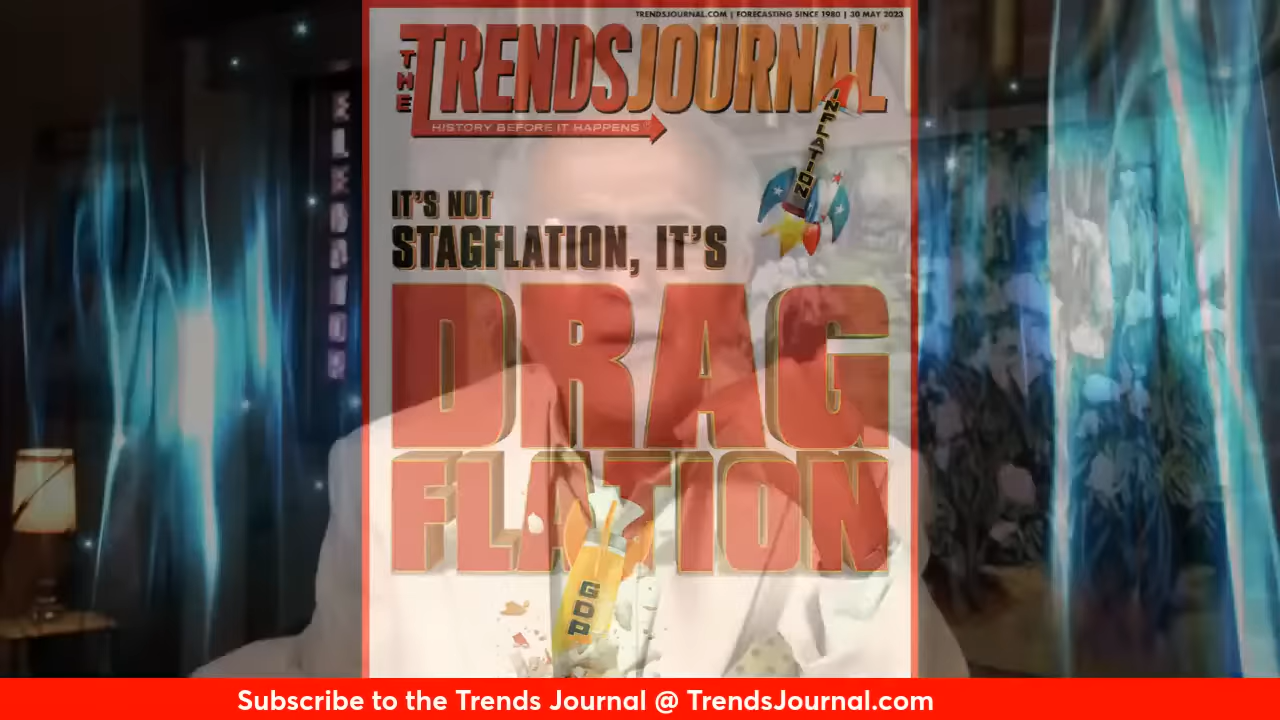 TRENDSJOURNAL.COM | FORECASTING SINCE 1980 | 30 MAY 2023
THE TRENDSJOURNAL
HISTORY BEFORE IT HAPPENS
INFLATION
IT'S NOT
STAGFLATION, IT'S
DRAG
FLATION
GDP
Subscribe to the Trends Journal @ TrendsJournal.com